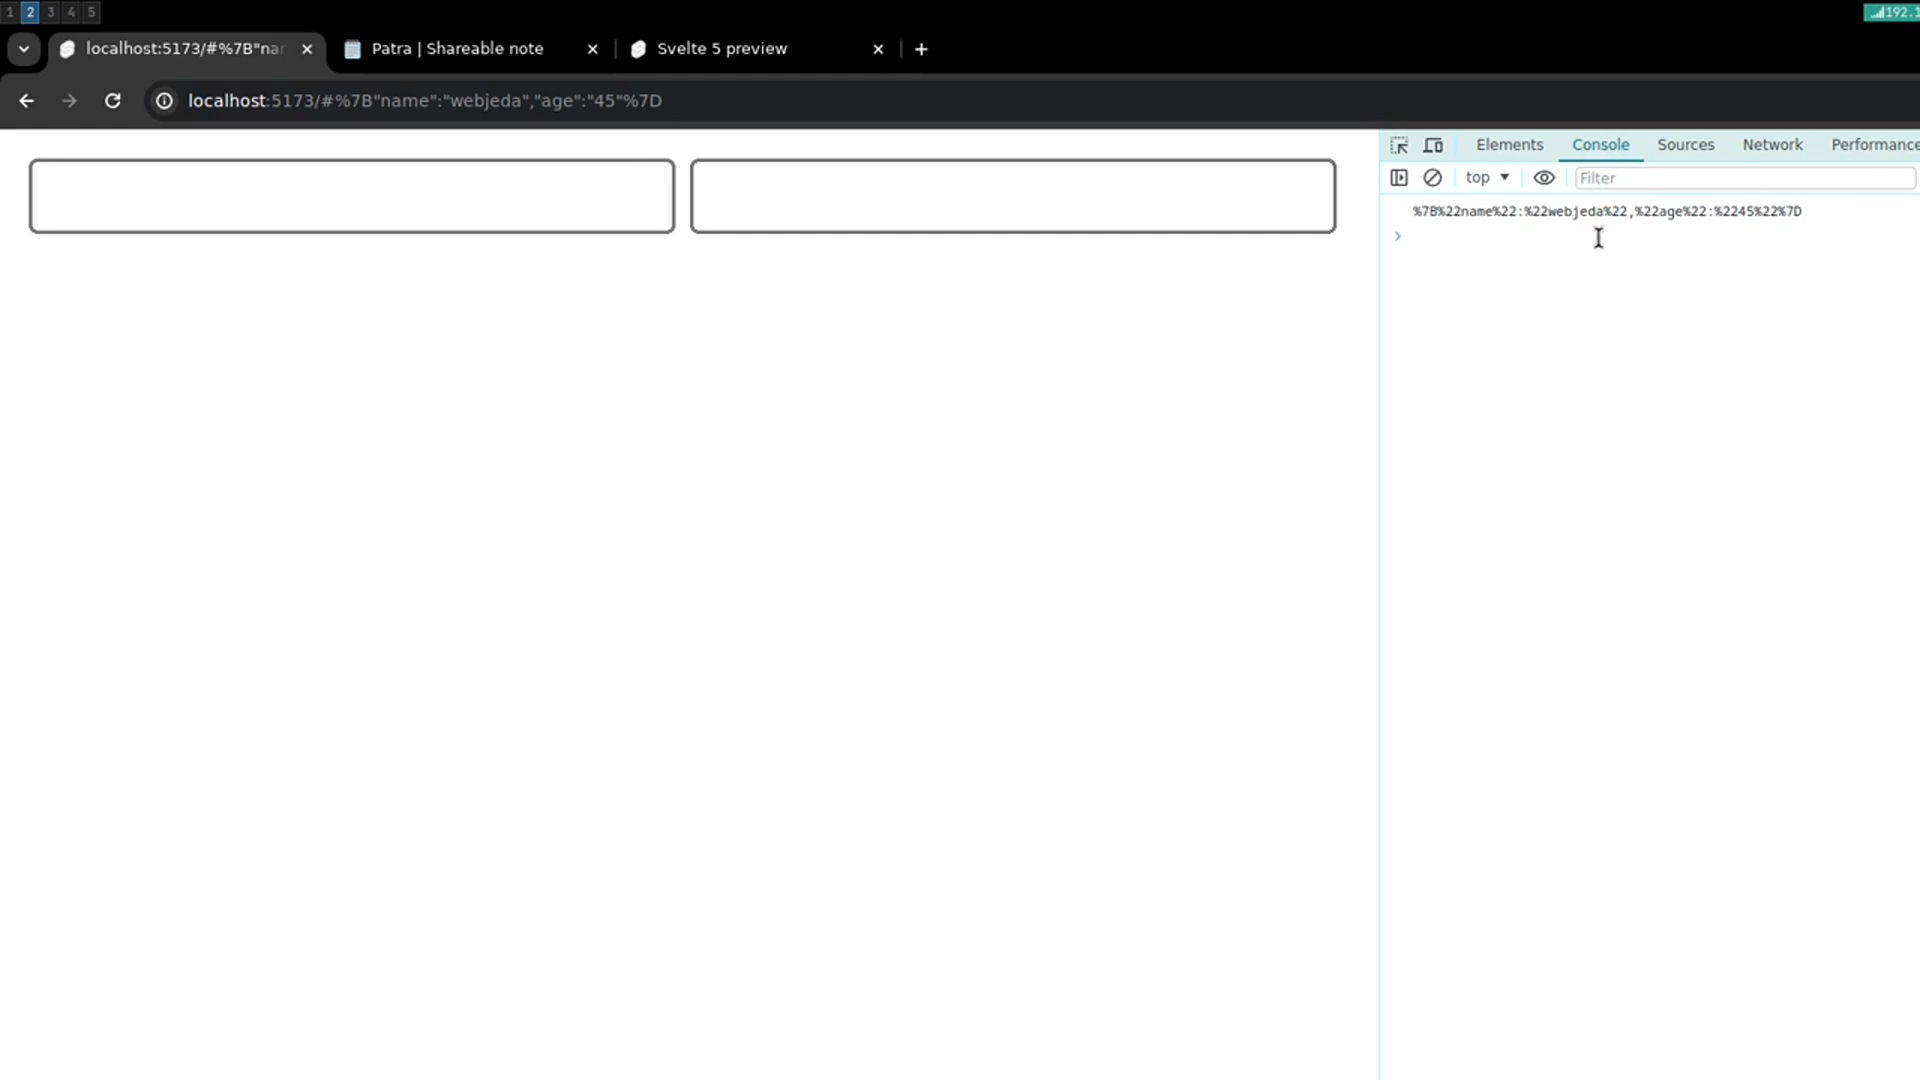 1 2 3 4 5
192.1
localhost:5173/#%7B"nar
Patra | Shareable note
Svelte 5 preview
localhost:5173/#%7B"name":"webjeda","age":"45"%7D
Elements Console Sources Network Performance
top Filter
%7B%22name%22:%22webjeda%22,%22age%22:%2245%22%7D